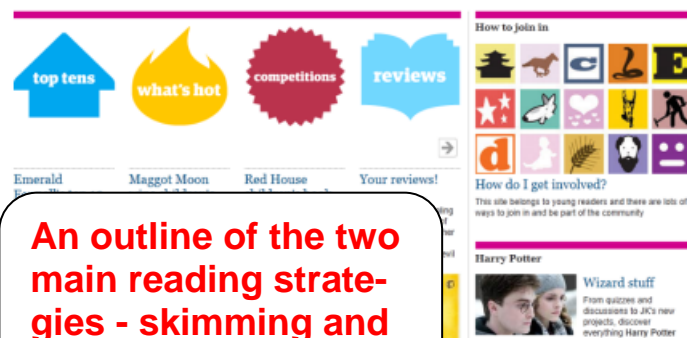 How to join in
top tens
what's hot
competitions
reviews
Emerald
Maggot Moon
Red House
Your reviews!
How do I get involved?
This site belongs to young readers and there are lots of
ways to join in and be part of the community
An outline of the two
main reading strate-
gies - skimming and
Harry Potter
Wizard stuff
From quizzes and
discussions to JK's new
projects, discover
everything Harry Potter